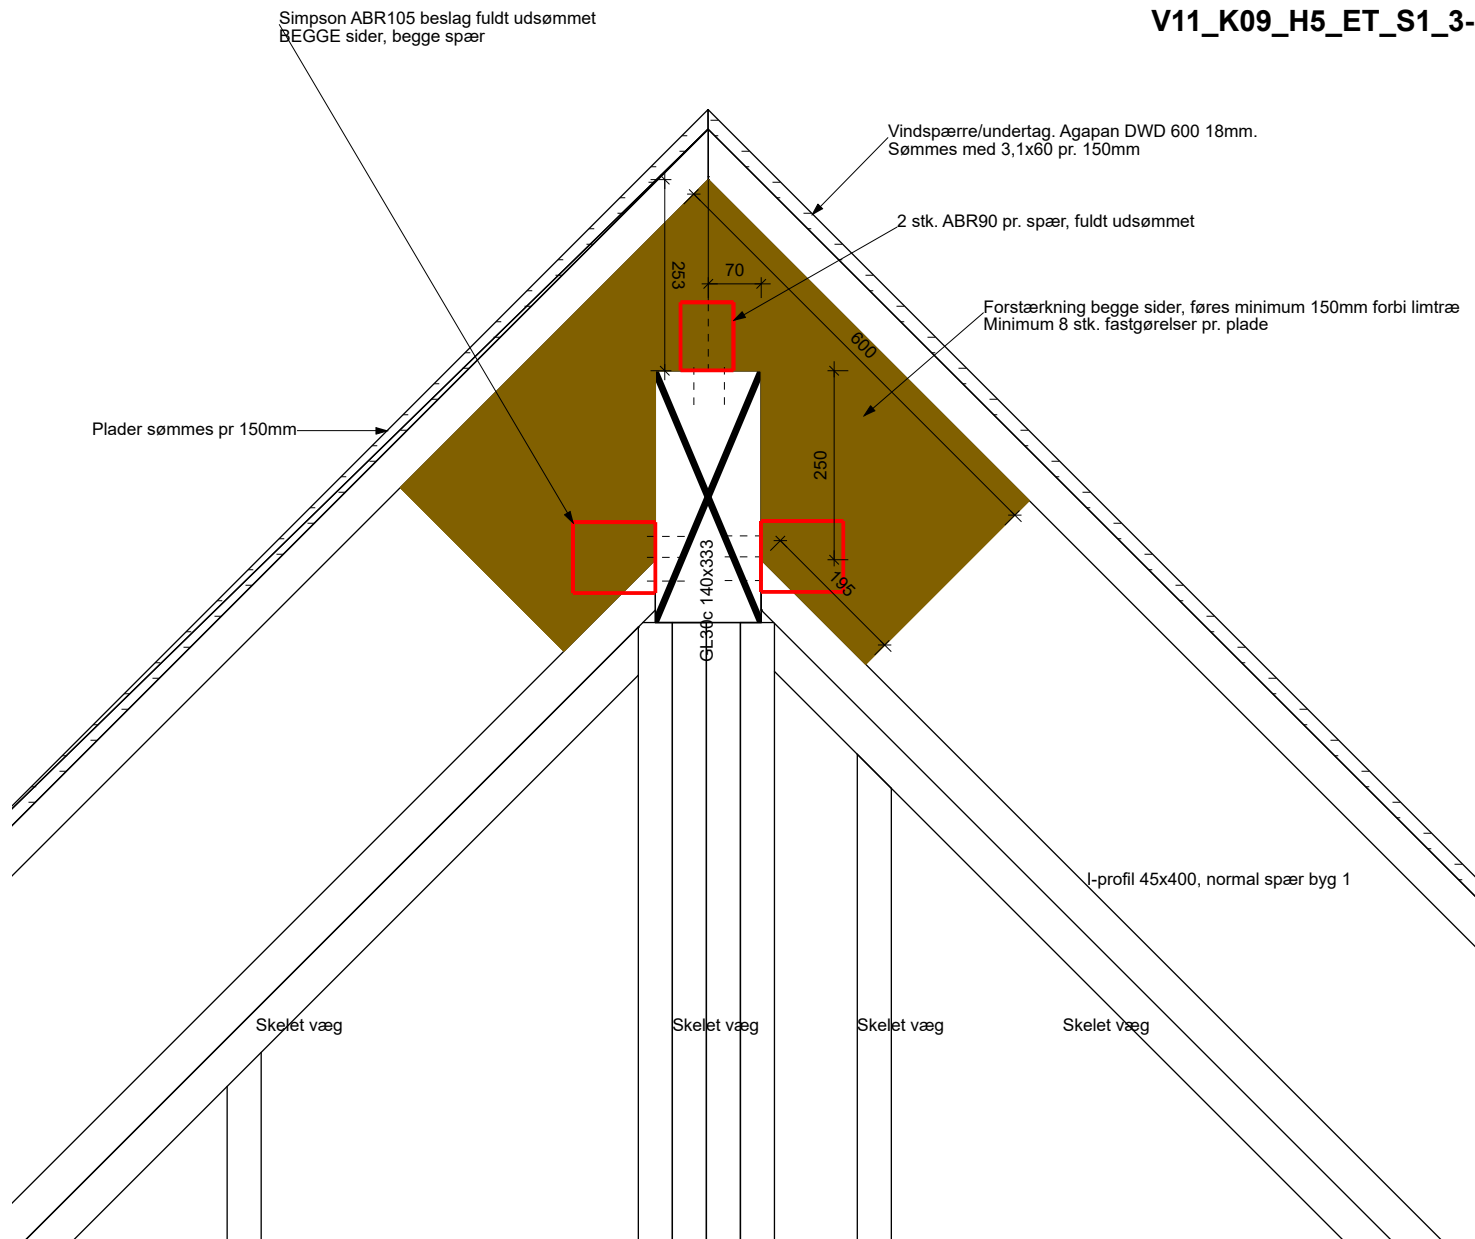 Simpson ABR105 beslag fuldt udsømmet
BEGGE sider, begge spær
V11_K09_H5_ET_S1_3-
Vindspærre/undertag. Agapan DWD 600 18mm.
Sømmes med 3,1x60 pr. 150mm
2 stk. ABR90 pr. spær, fuldt udsømmet
253
70
Forstærkning begge sider, føres minimum 150mm forbi limtræ
Minimum 8 stk. fastgørelser pr. plade
600
Plader sømmes pr 150mm
250
195
GL30c 140x333
I-profil 45x400, normal spær byg 1
Skelet væg
Skelet væg
Skelet væg
Skelet væg